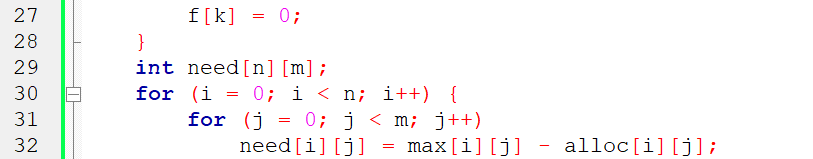 27 f[k] = 0;
28 }
29 int need[n][m];
30 for (i = 0; i < n; i++) {
31 for (j = 0; j < m; j++)
32 need[i][j] = max[i][j] - alloc[i][j];